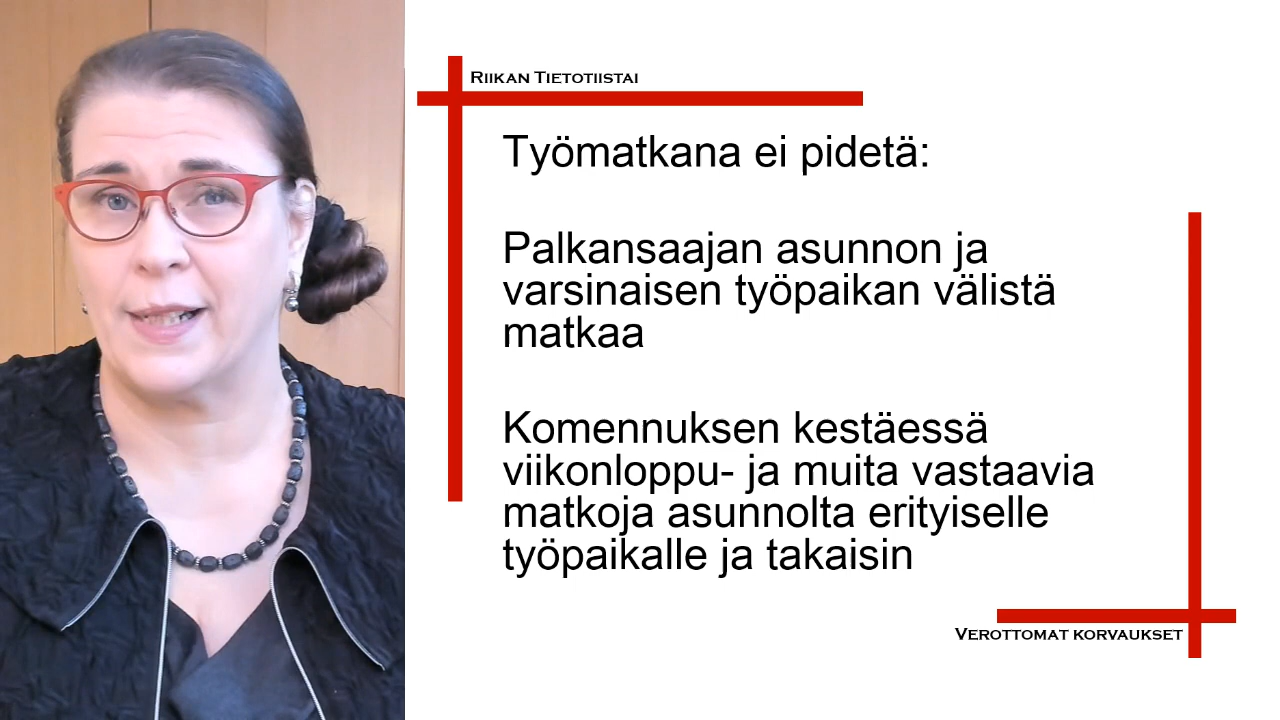 Riikan Tietotiistai
Työmatkana ei pidetä:
Palkansaajan asunnon ja
varsinaisen työpaikan välistä
matkaa
Komennuksen kestäessä
viikonloppu- ja muita vastaavia
matkoja asunnolta erityiselle
työpaikalle ja takaisin
Verottomat korvaukset